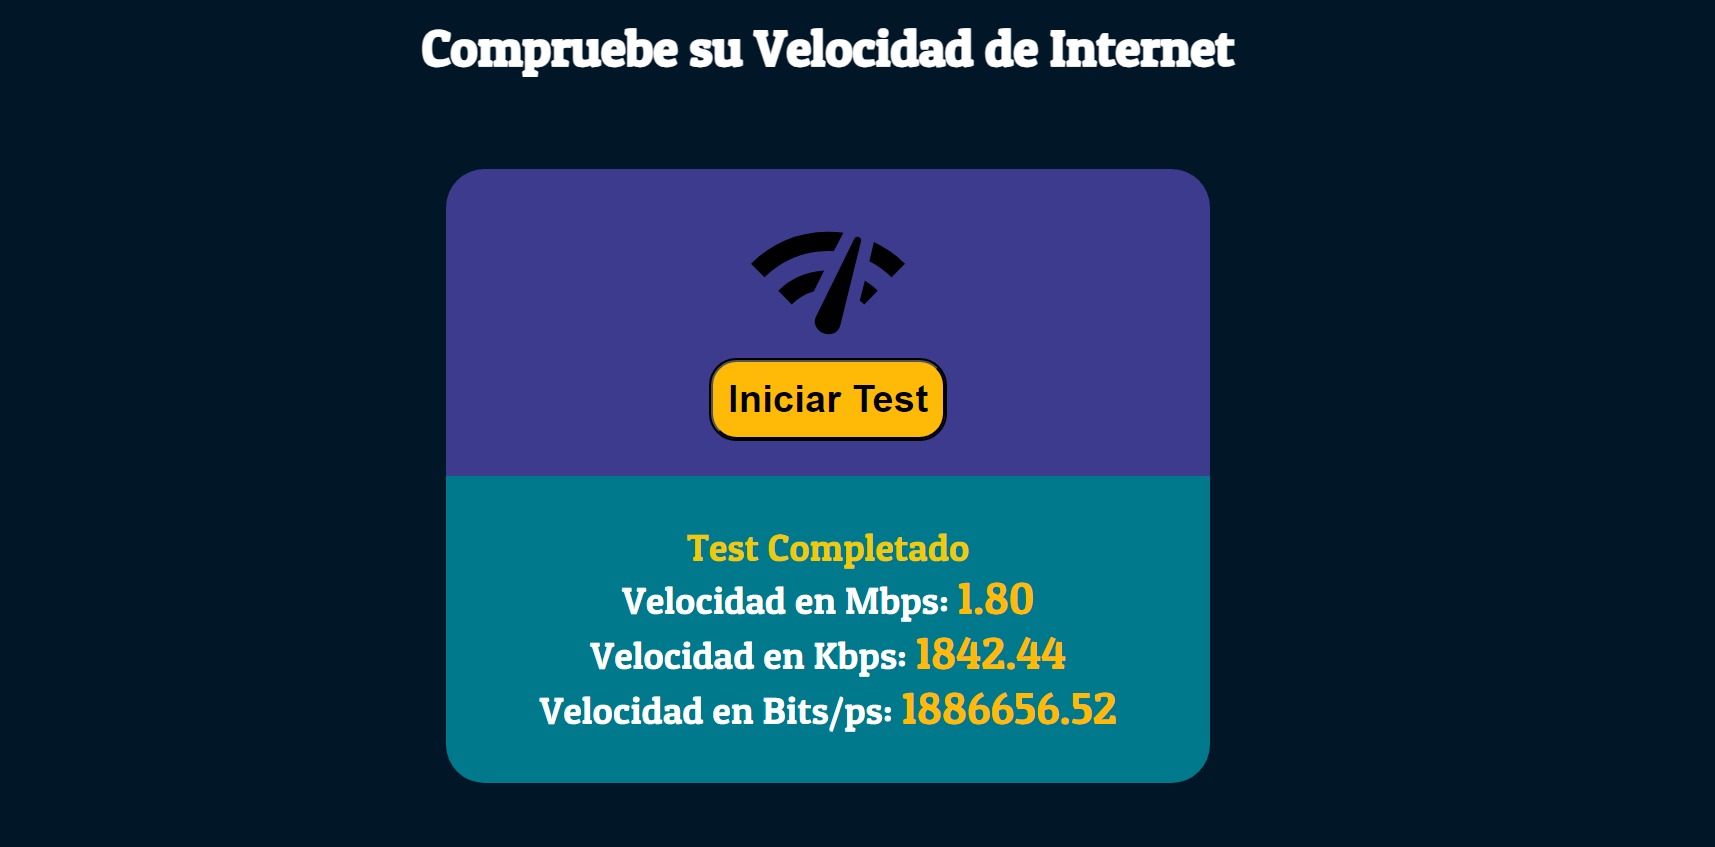 Compruebe su Velocidad de Internet
Iniciar Test
Test Completado
Velocidad en Mbps: 1.80
Velocidad en Kbps: 1842.44
Velocidad en Bits/ps: 1886656.52